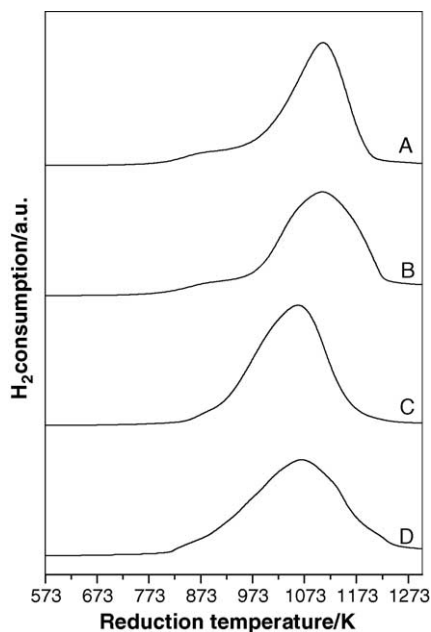 H₂consumption/a.u.
A
B
C
D
573 673 773 873 973 1073 1173 1273
Reduction temperature/K